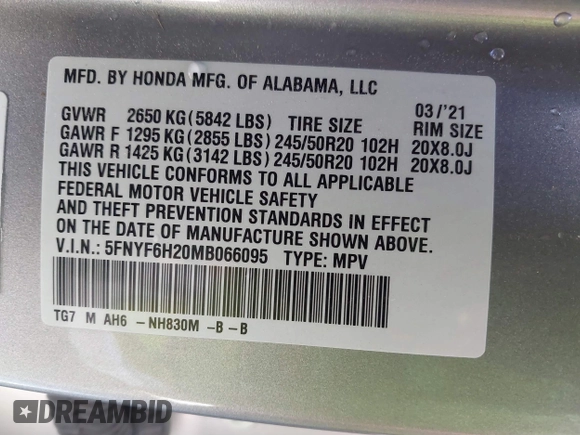 MFD. BY HONDA MFG. OF ALABAMA, LLC
GVWR 2650 KG (5842 LBS) TIRE SIZE 03/'21 RIM SIZE
GAWR F 1295 KG (2855 LBS) 245/50R20 102H 20X8.0J
GAWR R 1425 KG (3142 LBS) 245/50R20 102H 20X8.0J
THIS VEHICLE CONFORMS TO ALL APPLICABLE
FEDERAL MOTOR VEHICLE SAFETY
AND THEFT PREVENTION STANDARDS IN EFFECT
ON THE DATE OF MANUFACTURE SHOWN ABOVE.
V.I.N.: 5FNYF6H20MB066095 TYPE: MPV
TG7 M AH6 -NH830M -B-B
DREAMBID